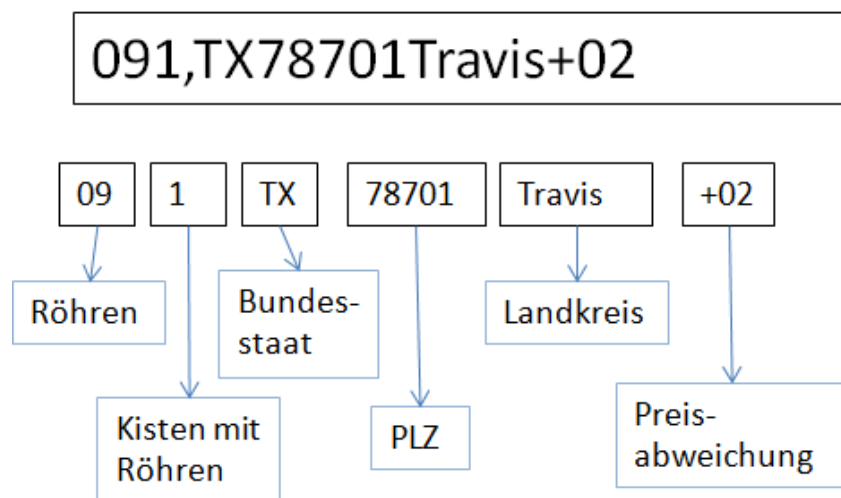 091,TX78701Travis+02
09 1 TX 78701 Travis +02
Röhren
Bundes-
staat
Landkreis
Kisten mit
Röhren
PLZ
Preis-
abweichung